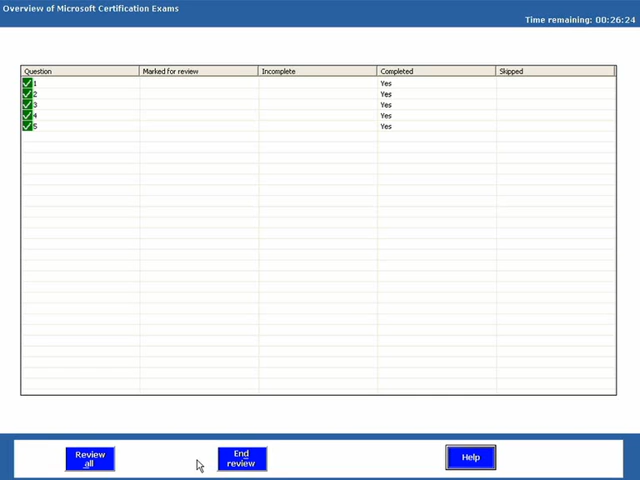 Overview of Microsoft Certification Exams
Time remaining: 00:26:24
Question Marked for review Incomplete Completed Skipped
1 Yes
2 Yes
3 Yes
4 Yes
5 Yes
Review all
End review
Help